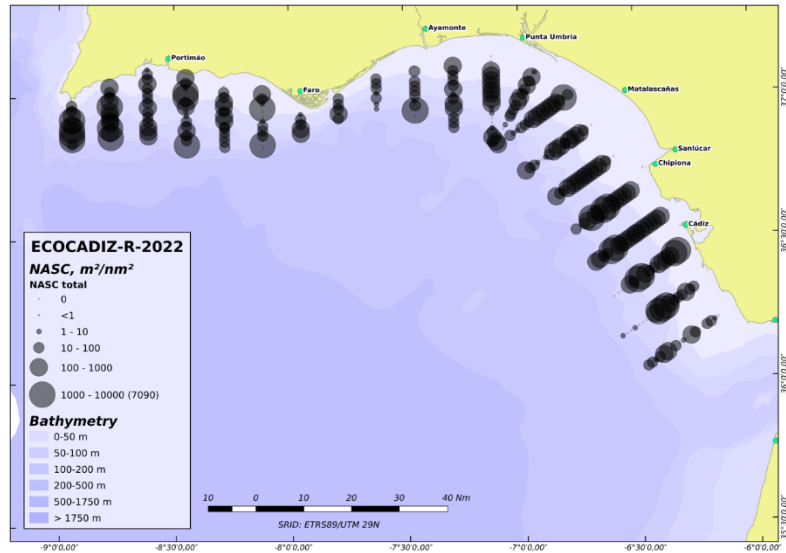 Ayamonte
Punta Umbría
Portimão
Faro
Matalascañas
Sanlúcar
Chipiona
Cádiz
37°0'0.00"
36°30'0.00"
36°0'0.00"
35°30'0.00"
ECOCADIZ-R-2022
NASC, m²/nm²
NASC total
0
<1
1 - 10
10 - 100
100 - 1000
1000 - 10000 (7090)
Bathymetry
0-50 m
50-100 m
100-200 m
200-500 m
500-1750 m
> 1750 m
10 0 10 20 30 40 Nm
SRID: ETRS89/UTM 29N
-9°0'0.00" -8°30'0.00" -8°0'0.00" -7°30'0.00" -7°0'0.00" -6°30'0.00" -6°0'0.00"